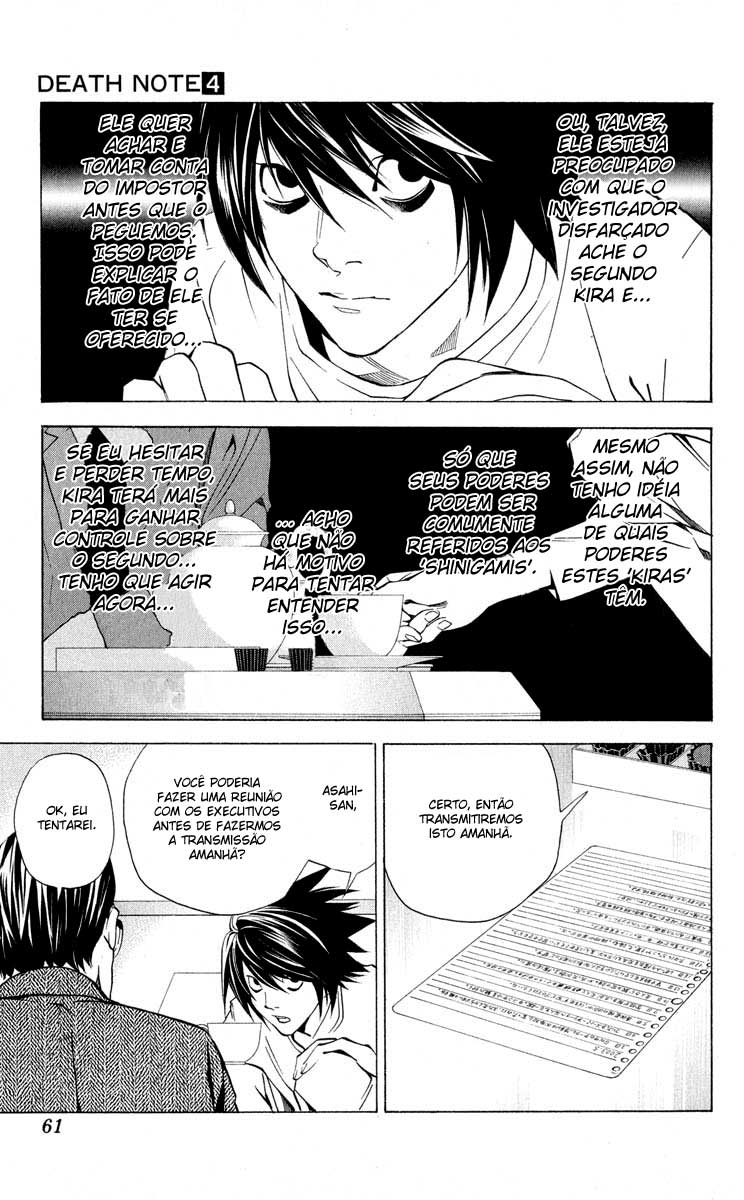 DEATH NOTE 4
OU, TALVEZ,
ELE ESTEJA
PREOCUPADO
COM QUE O
INVESTIGADOR
DISFARÇADO
ACHE O
SEGUNDO
KIRA E...
ELE QUER
ACHAR E
TOMAR CONTA
DO IMPOSTOR
ANTES QUE O
PEGUEMOS.
ISSO PODE
EXPLICAR O
FATO DE ELE
TER SE
OFERECIDO...
MESMO
ASSIM, NÃO
TENHO IDÉIA
ALGUMA
DE QUAIS
PODERES
ESTES 'KIRAS'
TÊM.
SÓ QUE
SEUS PODERES
PODEM SER
COMUMENTE
REFERIDOS AOS
'SHINIGAMIS'.
... ACHO
QUE NÃO
HÁ MOTIVO
PARA TENTAR
ENTENDER
ISSO...
SE EU HESITAR
E PERDER TEMPO,
KIRA TERÁ MAIS
PARA GANHAR
CONTROLE SOBRE
O SEGUNDO...
TENHO QUE AGIR
AGORA...
CERTO, ENTÃO
TRANSMITIREMOS
ISTO AMANHÃ.
ASAHI-
SAN,
VOCÊ PODERIA
FAZER UMA REUNIÃO
COM OS EXECUTIVOS
ANTES DE FAZERMOS
A TRANSMISSÃO
AMANHÃ?
OK, EU
TENTAREI.
61